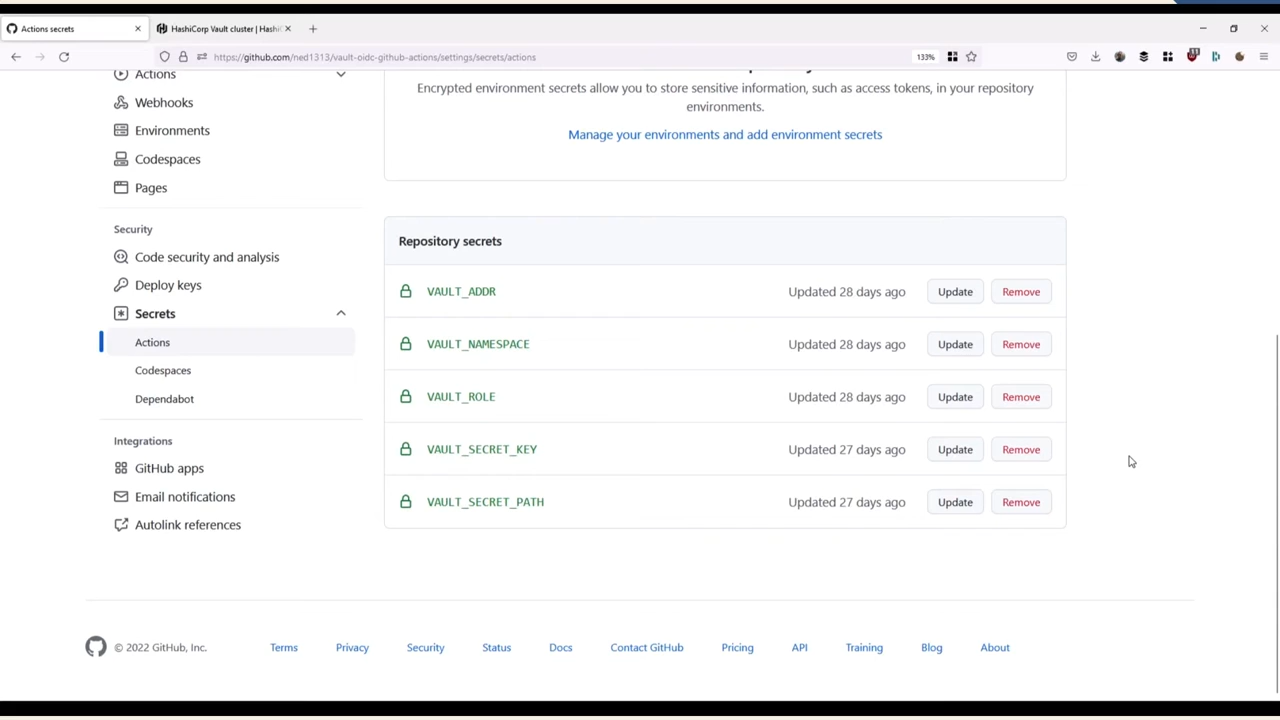 Actions secrets
HashiCorp Vault cluster | HashiC
https://github.com/ned1313/vault-oidc-github-actions/settings/secrets/actions
133%
Actions
Webhooks
Environments
Codespaces
Pages
Security
Code security and analysis
Deploy keys
Secrets
Actions
Codespaces
Dependabot
Integrations
GitHub apps
Email notifications
Autolink references
Encrypted environment secrets allow you to store sensitive information, such as access tokens, in your repository
environments.
Manage your environments and add environment secrets
Repository secrets
VAULT_ADDR Updated 28 days ago Update Remove
VAULT_NAMESPACE Updated 28 days ago Update Remove
VAULT_ROLE Updated 28 days ago Update Remove
VAULT_SECRET_KEY Updated 27 days ago Update Remove
VAULT_SECRET_PATH Updated 27 days ago Update Remove
© 2022 GitHub, Inc. Terms Privacy Security Status Docs Contact GitHub Pricing API Training Blog About